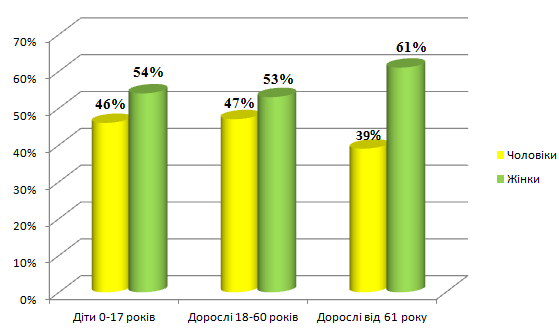 70%
60%
50%
40%
30%
20%
10%
0%
46%
54%
47%
53%
39%
61%
Діти 0-17 років
Дорослі 18-60 років
Дорослі від 61 року
Чоловіки
Жінки